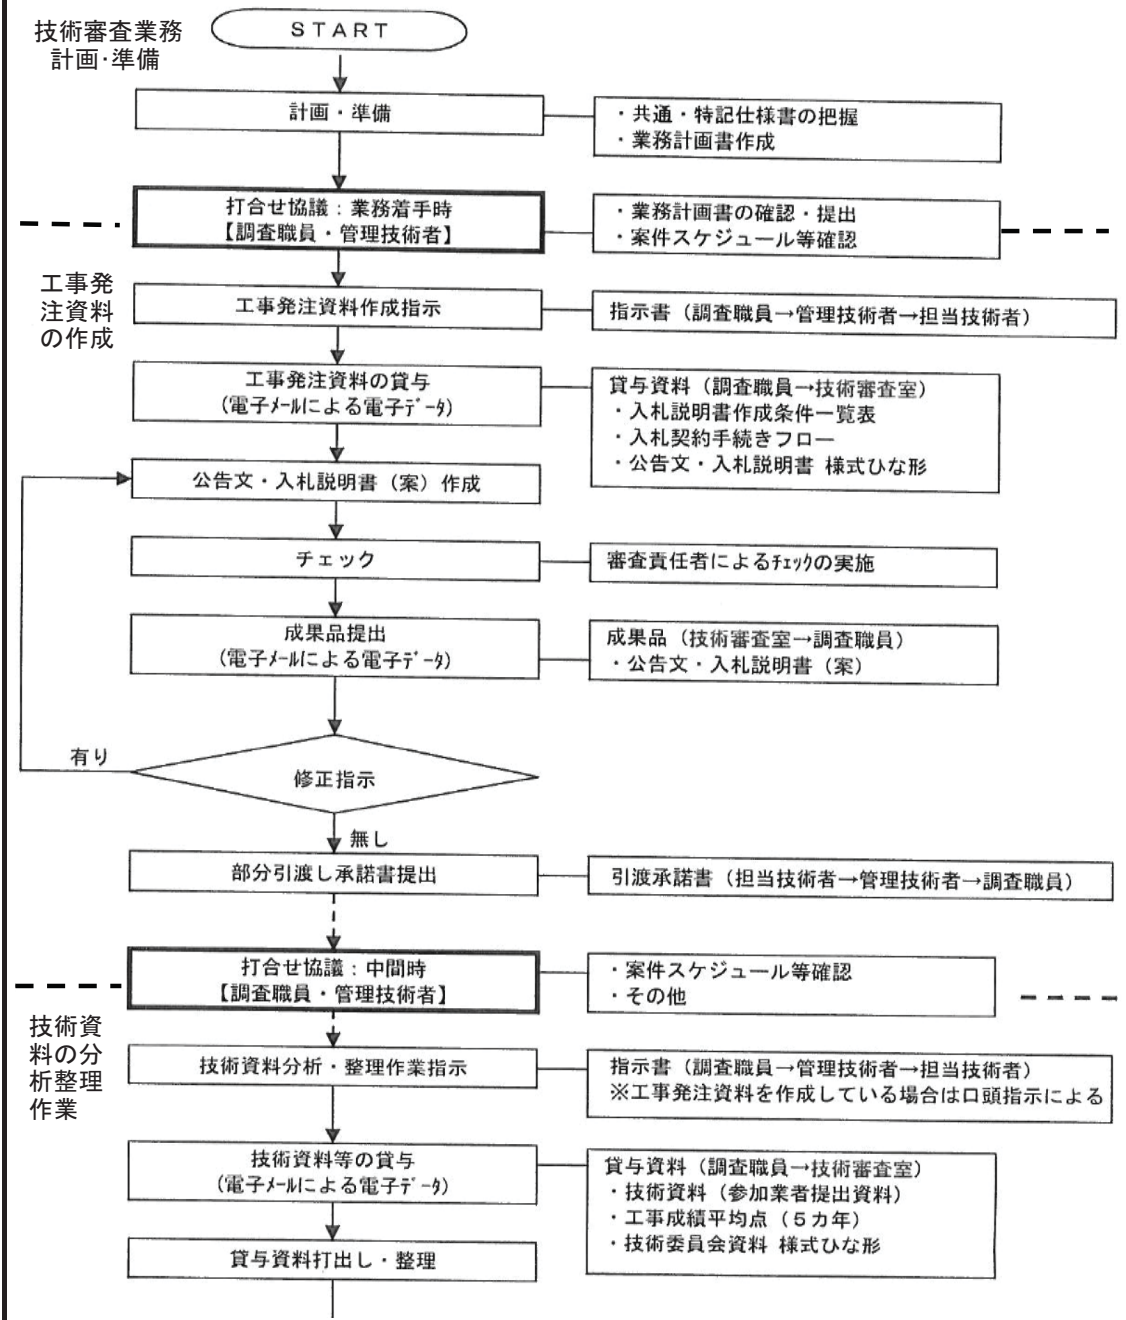 技術審査業務
計画･準備
START
計画・準備
・共通・特記仕様書の把握
・業務計画書作成
打合せ協議：業務着手時
【調査職員・管理技術者】
・業務計画書の確認・提出
・案件スケジュール等確認
工事発
注資料
の作成
工事発注資料作成指示
指示書（調査職員→管理技術者→担当技術者）
工事発注資料の貸与
(電子ﾒｰﾙによる電子ﾃﾞｰﾀ)
貸与資料（調査職員→技術審査室）
・入札説明書作成条件一覧表
・入札契約手続きフロー
・公告文・入札説明書 様式ひな形
公告文・入札説明書（案）作成
チェック
審査責任者によるﾁｪｯｸの実施
成果品提出
(電子ﾒｰﾙによる電子ﾃﾞｰﾀ)
成果品（技術審査室→調査職員）
・公告文・入札説明書（案）
有り
修正指示
無し
部分引渡し承諾書提出
引渡承諾書（担当技術者→管理技術者→調査職員）
打合せ協議：中間時
【調査職員・管理技術者】
・案件スケジュール等確認
・その他
技術資
料の分
析整理
作業
技術資料分析・整理作業指示
指示書（調査職員→管理技術者→担当技術者）
※工事発注資料を作成している場合は口頭指示による
技術資料等の貸与
(電子ﾒｰﾙによる電子ﾃﾞｰﾀ)
貸与資料（調査職員→技術審査室）
・技術資料（参加業者提出資料）
・工事成績平均点（５カ年）
・技術委員会資料 様式ひな形
貸与資料打出し・整理